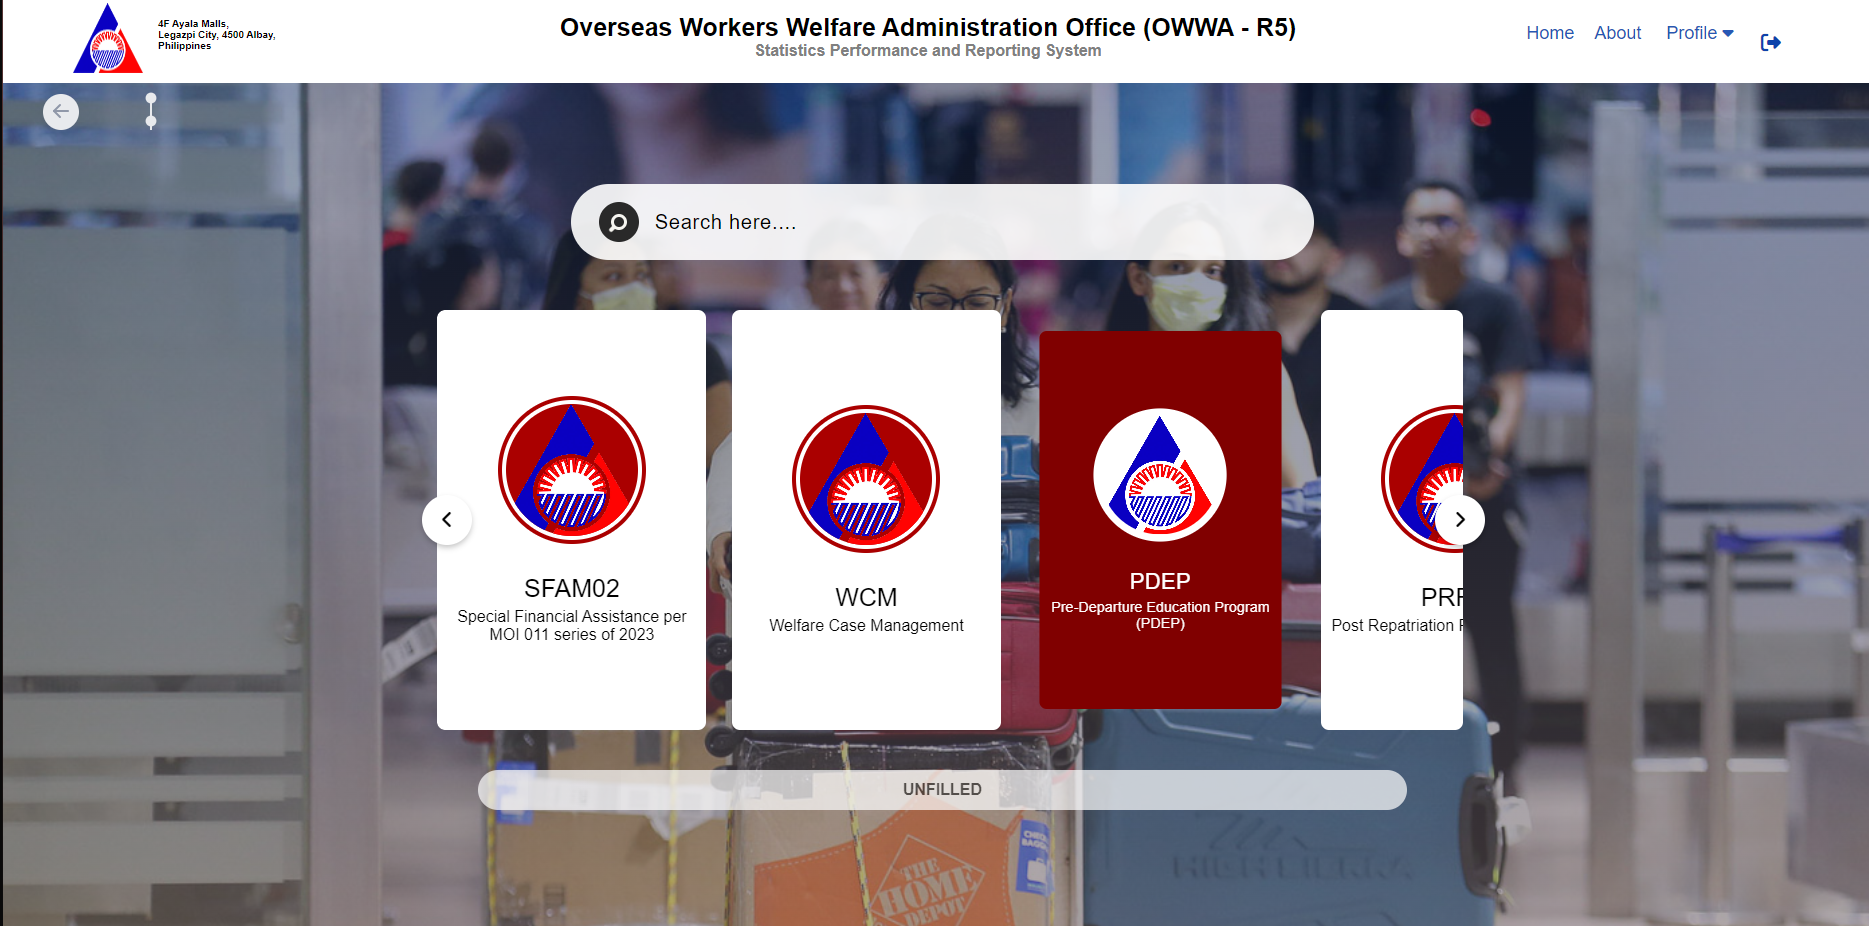 4F Ayala Malls,
Legazpi City, 4500 Albay,
Philippines
Overseas Workers Welfare Administration Office (OWWA - R5)
Statistics Performance and Reporting System
Home
About
Profile
Search here....
SFAM02
Special Financial Assistance per
MOI 011 series of 2023
WCM
Welfare Case Management
PDEP
Pre-Departure Education Program
(PDEP)
PRP
Post Repatriation
UNFILLED
THE
HOME
DEPOT
HIGH SIERRA